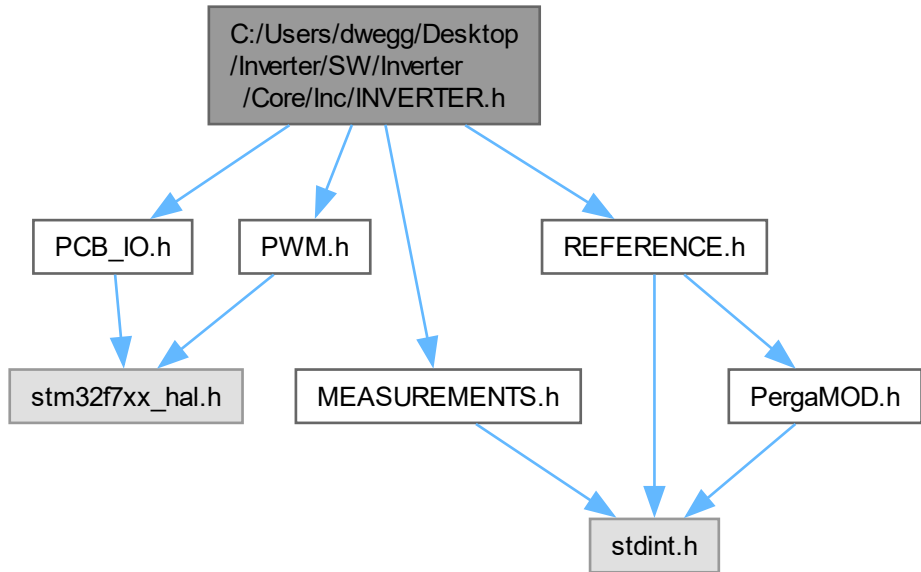 C:/Users/dwegg/Desktop
/Inverter/SW/Inverter
/Core/Inc/INVERTER.h
PCB_IO.h
PWM.h
REFERENCE.h
stm32f7xx_hal.h
MEASUREMENTS.h
PergaMOD.h
stdint.h